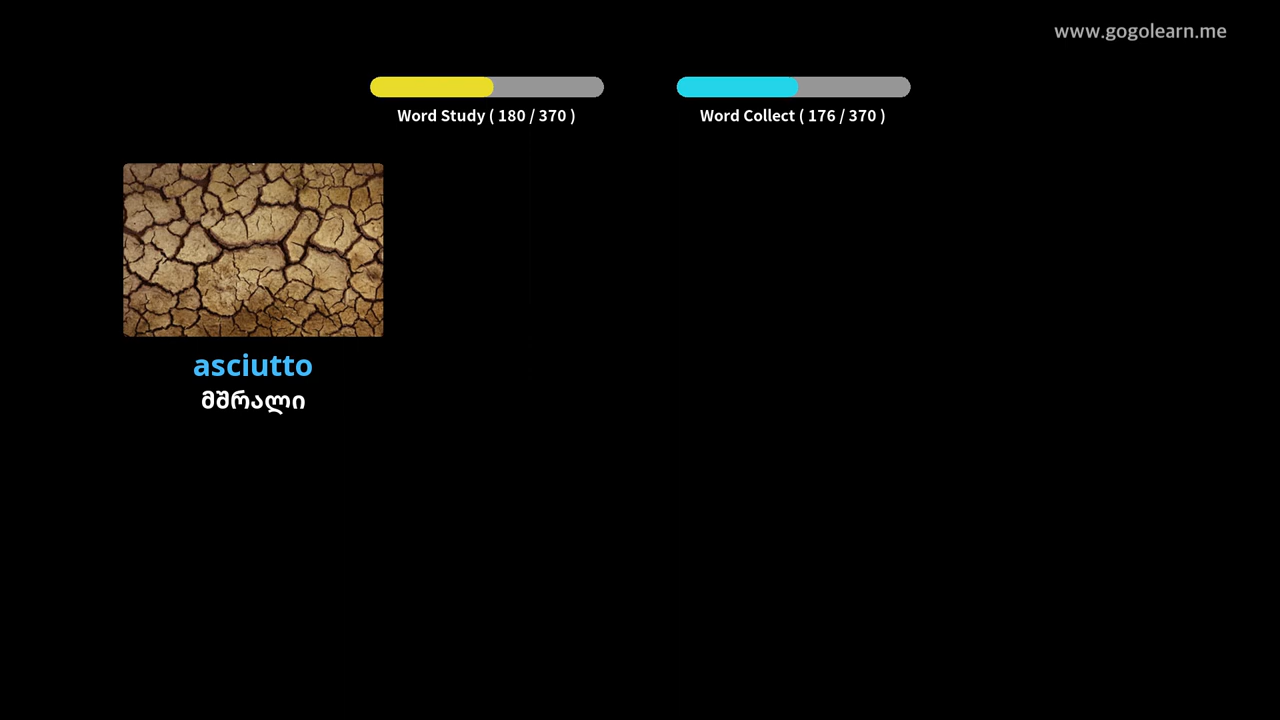 www.gogolearn.me
Word Study ( 180 / 370 )
Word Collect ( 176 / 370 )
asciutto
მშრალი